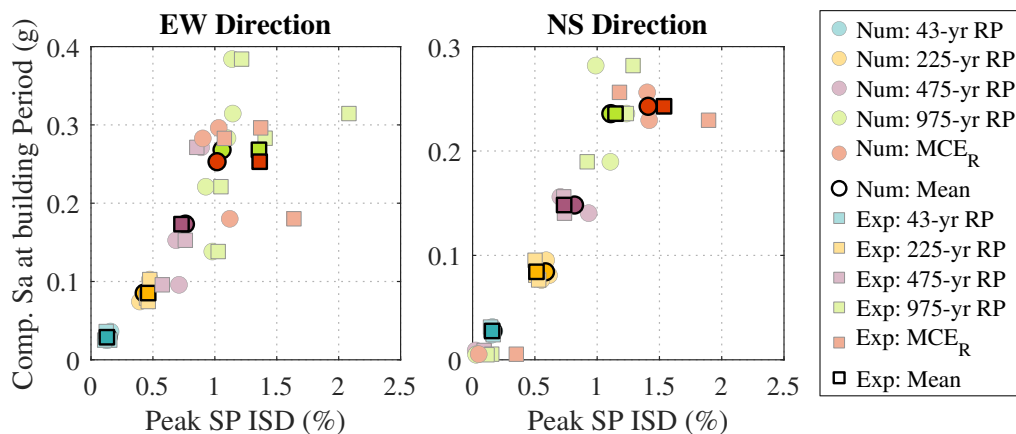 EW Direction
NS Direction
Comp. Sa at building Period (g)
0.4
0.3
0.2
0.1
0
0 0.5 1 1.5 2 2.5
Peak SP ISD (%)
0.3
0.2
0.1
0
0 0.5 1 1.5 2 2.5
Peak SP ISD (%)
Num: 43-yr RP
Num: 225-yr RP
Num: 475-yr RP
Num: 975-yr RP
Num: MCE_R
Num: Mean
Exp: 43-yr RP
Exp: 225-yr RP
Exp: 475-yr RP
Exp: 975-yr RP
Exp: MCE_R
Exp: Mean